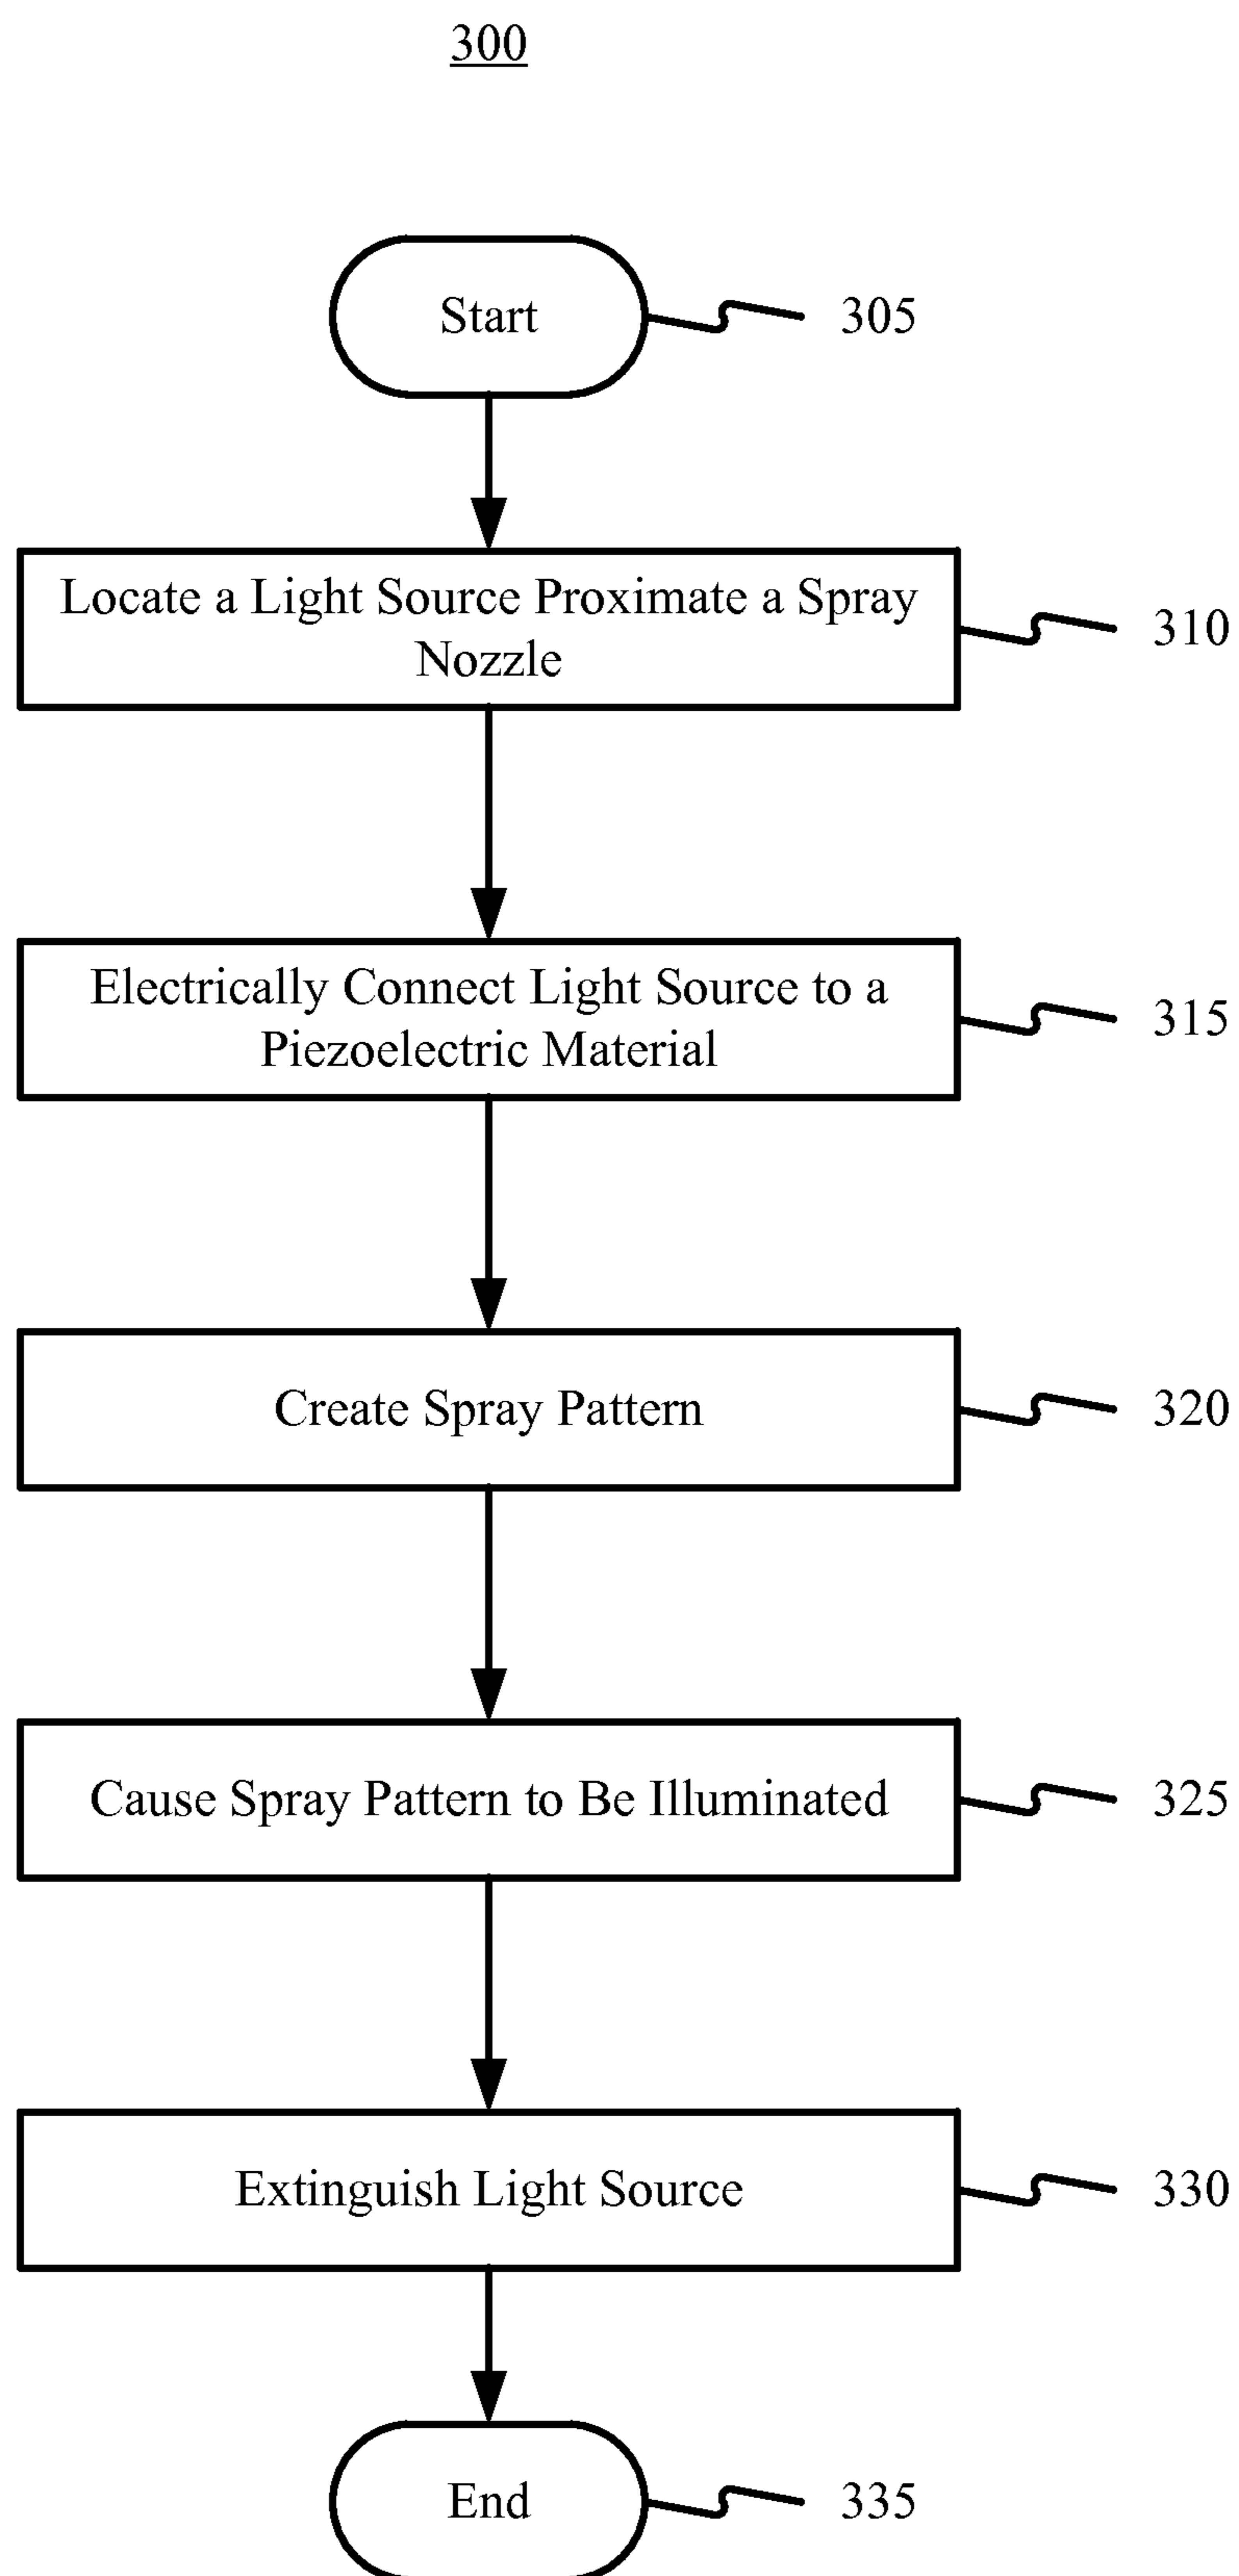 300
Start
305
Locate a Light Source Proximate a Spray
Nozzle
310
Electrically Connect Light Source to a
Piezoelectric Material
315
Create Spray Pattern
320
Cause Spray Pattern to Be Illuminated
325
Extinguish Light Source
330
End
335